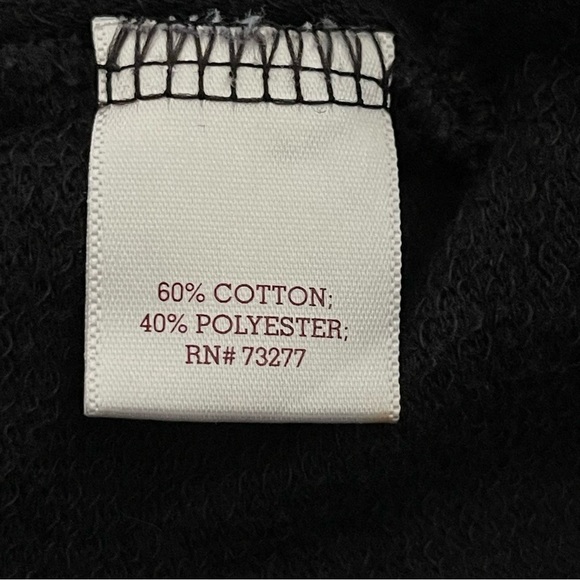 60% COTTON;
40% POLYESTER;
RN# 73277